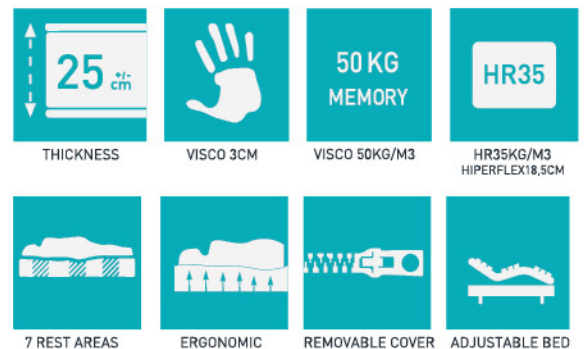 25 +/- cm
50 KG
MEMORY
HR35
THICKNESS
VISCO 3CM
VISCO 50KG/M3
HR35KG/M3
HIPERFLEX18,5CM
7 REST AREAS
ERGONOMIC
REMOVABLE COVER
ADJUSTABLE BED